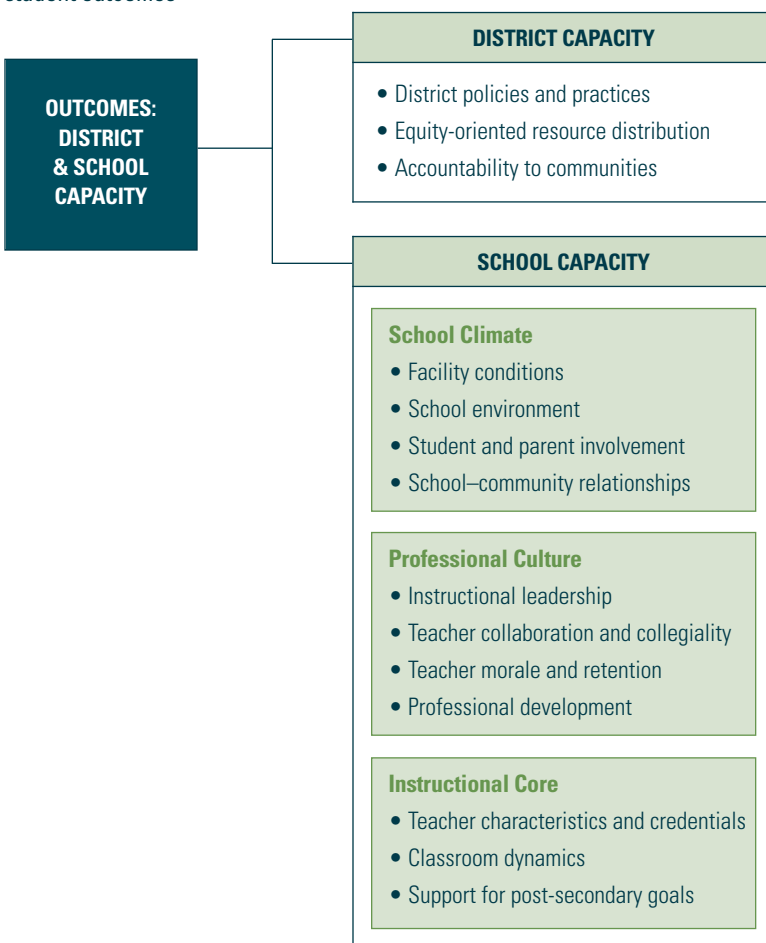 student outcomes
OUTCOMES:
DISTRICT
& SCHOOL
CAPACITY
DISTRICT CAPACITY
• District policies and practices
• Equity-oriented resource distribution
• Accountability to communities
SCHOOL CAPACITY
School Climate
• Facility conditions
• School environment
• Student and parent involvement
• School–community relationships
Professional Culture
• Instructional leadership
• Teacher collaboration and collegiality
• Teacher morale and retention
• Professional development
Instructional Core
• Teacher characteristics and credentials
• Classroom dynamics
• Support for post-secondary goals